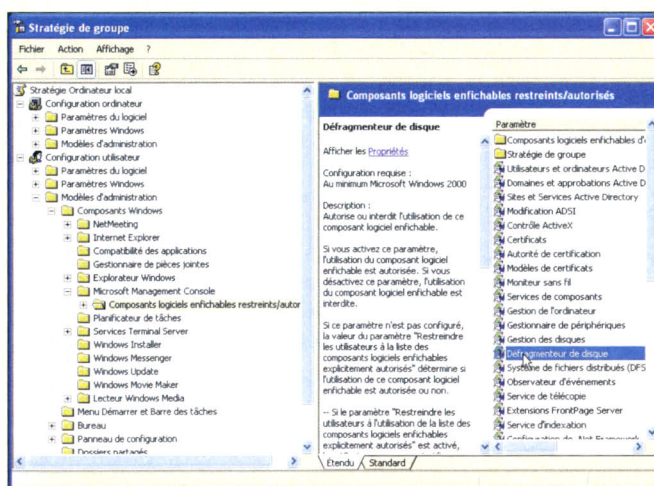 Stratégie de groupe
Fichier Action Affichage ?
Stratégie Ordinateur local
Configuration ordinateur
Paramètres du logiciel
Paramètres Windows
Modèles d'administration
Configuration utilisateur
Paramètres du logiciel
Paramètres Windows
Modèles d'administration
Composants Windows
NetMeeting
Internet Explorer
Compatibilité des applications
Gestionnaire de pièces jointes
Explorateur Windows
Microsoft Management Console
Composants logiciels enfichables restreints/autor
Planificateur de tâches
Services Terminal Server
Windows Installer
Windows Messenger
Windows Update
Windows Movie Maker
Lecteur Windows Media
Menu Démarrer et Barre des tâches
Bureau
Panneau de configuration
Dossiers partagés
Composants logiciels enfichables restreints/autorisés
Défragmenteur de disque
Afficher les Propriétés
Configuration requise :
Au minimum Microsoft Windows 2000
Description :
Autorise ou interdit l'utilisation de ce
composant logiciel enfichable.
Si vous activez ce paramètre,
l'utilisation du composant logiciel
enfichable est autorisée. Si vous
désactivez ce paramètre, l'utilisation
du composant logiciel enfichable est
interdite.
Si ce paramètre n'est pas configuré,
la valeur du paramètre "Restreindre
les utilisateurs à la liste des
composants logiciels enfichables
explicitement autorisés" détermine si
l'utilisation de ce composant logiciel
enfichable est autorisée ou non.
-- Si le paramètre "Restreindre les
utilisateurs à l'utilisation de la liste des
composants logiciels enfichables
explicitement autorisés" est activé,
Paramètre
Composants logiciels enfichables d'
Stratégie de groupe
Utilisateurs et ordinateurs Active D
Domaines et approbations Active D
Sites et Services Active Directory
Modification ADSI
Contrôle ActiveX
Certificats
Autorité de certification
Modèles de certificats
Moniteur sans fil
Services de composants
Gestion de l'ordinateur
Gestionnaire de périphériques
Gestion des disques
Défragmenteur de disque
Système de fichiers distribués (DFS
Observateur d'événements
Service de télécopie
Extensions FrontPage Server
Service d'indexation
Configuration de .Net Framework
Étendu Standard